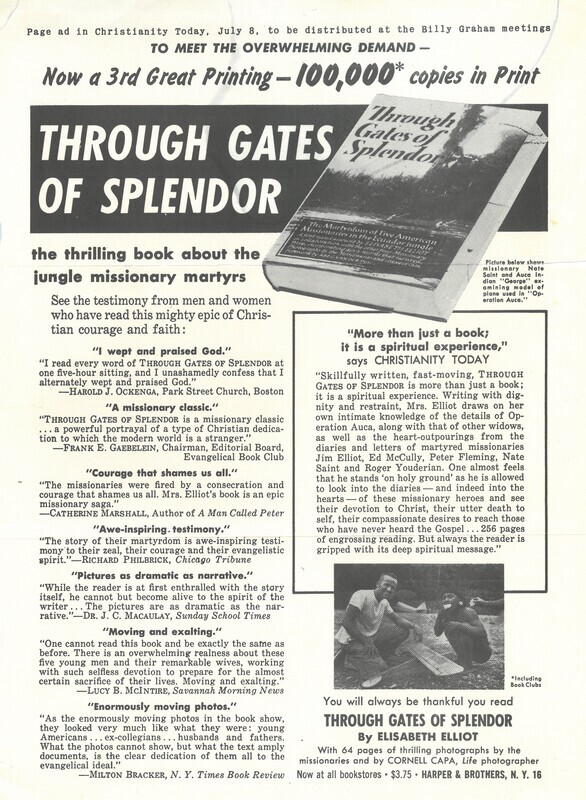 Page ad in Christianity Today, July 8, to be distributed at the Billy Graham meetings
TO MEET THE OVERWHELMING DEMAND —
Now a 3rd Great Printing — 100,000* copies in Print
THROUGH GATES
OF SPLENDOR
Through
Gates of
Splendor
The Martyrdom of Five American
Missionaries in the Ecuador Jungle
the thrilling book about the
jungle missionary martyrs
See the testimony from men and women
who have read this mighty epic of Chris-
tian courage and faith:
"I wept and praised God."
"I read every word of THROUGH GATES OF SPLENDOR at
one five-hour sitting, and I unashamedly confess that I
alternately wept and praised God."
—HAROLD J. OCKENGA, Park Street Church, Boston
"A missionary classic."
"THROUGH GATES OF SPLENDOR is a missionary classic
... a powerful portrayal of a type of Christian dedica-
tion to which the modern world is a stranger."
—FRANK E. GAEBELEIN, Chairman, Editorial Board,
Evangelical Book Club
"Courage that shames us all."
"The missionaries were fired by a consecration and
courage that shames us all. Mrs. Elliot's book is an epic
missionary saga."
—CATHERINE MARSHALL, Author of A Man Called Peter
"Awe-inspiring testimony."
"The story of their martyrdom is awe-inspiring testi-
mony to their zeal, their courage and their evangelistic
spirit."—RICHARD PHILBRICK, Chicago Tribune
"Pictures as dramatic as narrative."
"While the reader is at first enthralled with the story
itself, he cannot but become alive to the spirit of the
writer... The pictures are as dramatic as the nar-
rative."—DR. J. C. MACAULAY, Sunday School Times
"Moving and exalting."
"One cannot read this book and be exactly the same as
before. There is an overwhelming realness about these
five young men and their remarkable wives, working
with such selfless devotion to prepare for the almost
certain sacrifice of their lives. Moving and exalting."
—LUCY B. MCINTIRE, Savannah Morning News
"Enormously moving photos."
"As the enormously moving photos in the book show,
they looked very much like what they were: young
Americans ... ex-collegians ... husbands and fathers.
What the photos cannot show, but what the text amply
documents, is the clear dedication of them all to the
evangelical ideal."
—MILTON BRACKER, N. Y. Times Book Review
Picture below shows
missionary Nate
Saint and Auca In-
dian "George" ex-
amining model of
plane used in "Op-
eration Auca."
"More than just a book;
it is a spiritual experience,"
says CHRISTIANITY TODAY
"Skillfully written, fast-moving, THROUGH
GATES OF SPLENDOR is more than just a book;
it is a spiritual experience. Writing with dig-
nity and restraint, Mrs. Elliot draws on her
own intimate knowledge of the details of Op-
eration Auca, along with that of other widows,
as well as the heart-outpourings from the
diaries and letters of martyred missionaries
Jim Elliot, Ed McCully, Peter Fleming, Nate
Saint and Roger Youderian. One almost feels
that he stands 'on holy ground' as he is allowed
to look into the diaries — and indeed into the
hearts — of these missionary heroes and see
their devotion to Christ, their utter death to
self, their compassionate desires to reach those
who have never heard the Gospel ... 256 pages
of engrossing reading. But always the reader is
gripped with its deep spiritual message."
*Including
Book Clubs
You will always be thankful you read
THROUGH GATES OF SPLENDOR
By ELISABETH ELLIOT
With 64 pages of thrilling photographs by the
missionaries and by CORNELL CAPA, Life photographer
Now at all bookstores • $3.75 • HARPER & BROTHERS, N. Y. 16